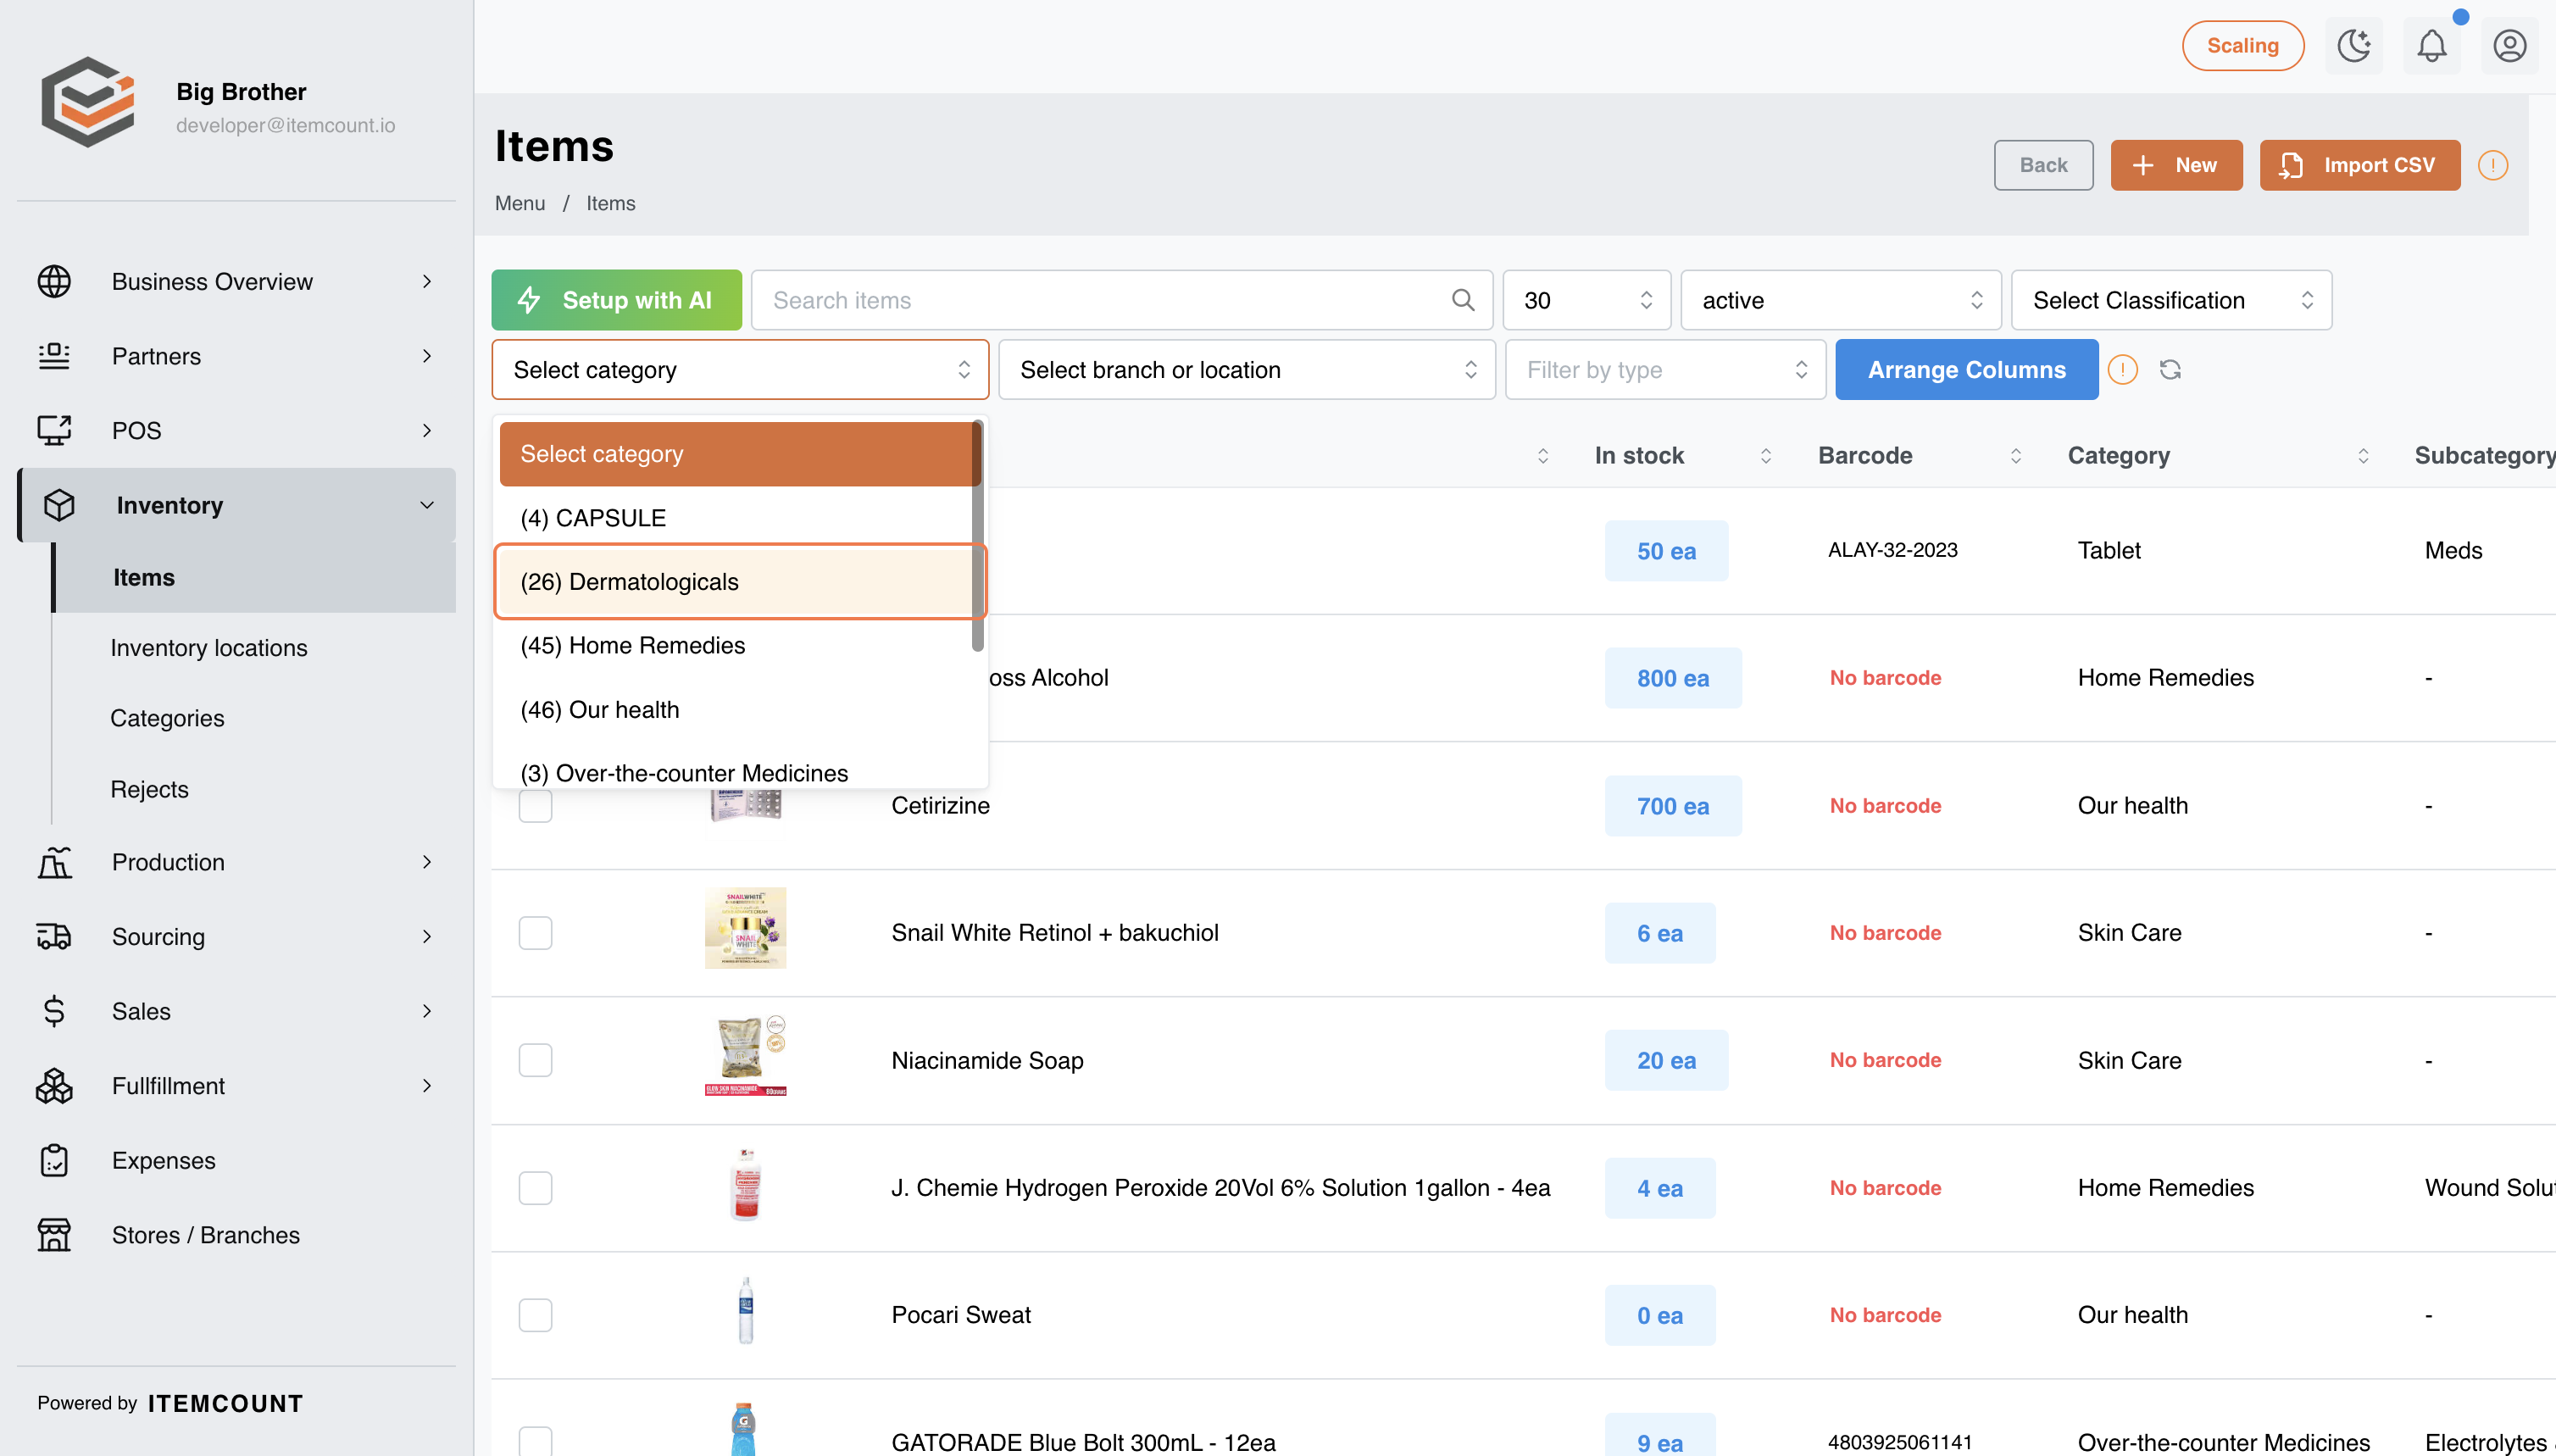 Big Brother
developer@itemcount.io
Business Overview
Partners
POS
Inventory
Items
Inventory locations
Categories
Rejects
Production
Sourcing
Sales
Fullfillment
Expenses
Stores / Branches
Powered by ITEMCOUNT
Scaling
Items
Menu / Items
Back
New
Import CSV
Setup with AI
Search items
30
active
Select Classification
Select category
Select branch or location
Filter by type
Arrange Columns
Select category
(4) CAPSULE
(26) Dermatologicals
(45) Home Remedies
(46) Our health
(3) Over-the-counter Medicines
In stock Barcode Category Subcategory
50 ea ALAY-32-2023 Tablet Meds
oss Alcohol 800 ea No barcode Home Remedies -
Cetirizine 700 ea No barcode Our health -
SNAILWHITE
SNAIL
WHITE
Snail White Retinol + bakuchiol 6 ea No barcode Skin Care -
Niacinamide Soap 20 ea No barcode Skin Care -
J. Chemie Hydrogen Peroxide 20Vol 6% Solution 1gallon - 4ea 4 ea No barcode Home Remedies Wound Solut
Pocari Sweat 0 ea No barcode Our health -
G
GATORADE Blue Bolt 300mL - 12ea 9 ea 4803925061141 Over-the-counter Medicines Electrolytes